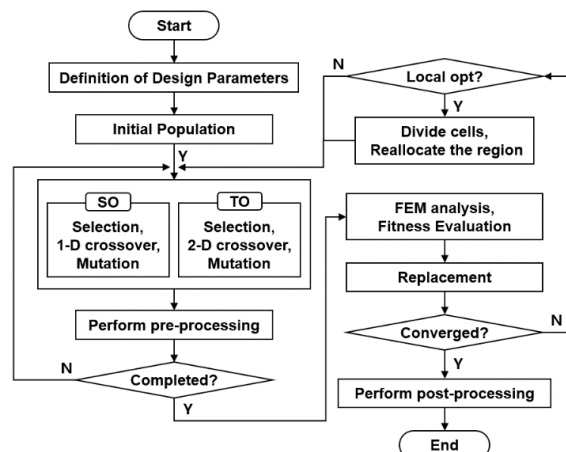 Start
Definition of Design Parameters
Initial Population
Y
SO
Selection,
1-D crossover,
Mutation
TO
Selection,
2-D crossover,
Mutation
Perform pre-processing
N
Completed?
Y
N
Local opt?
Y
Divide cells,
Reallocate the region
FEM analysis,
Fitness Evaluation
Replacement
Converged?
N
Y
Perform post-processing
End